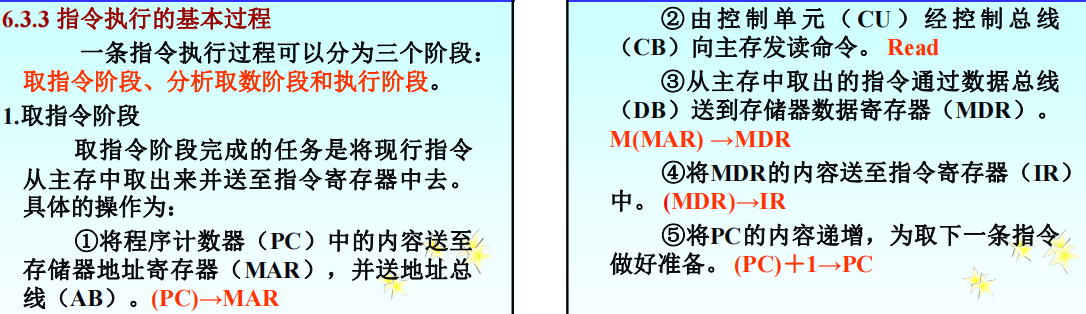 6.3.3 指令执行的基本过程
一条指令执行过程可以分为三个阶段：
取指令阶段、分析取数阶段和执行阶段。
1.取指令阶段
取指令阶段完成的任务是将现行指令
从主存中取出来并送至指令寄存器中去。
具体的操作为：
①将程序计数器（PC）中的内容送至
存储器地址寄存器（MAR），并送地址总
线（AB）。(PC)→MAR
②由控制单元（CU）经控制总线
（CB）向主存发读命令。 Read
③从主存中取出的指令通过数据总线
（DB）送到存储器数据寄存器（MDR）。
M(MAR) →MDR
④将MDR的内容送至指令寄存器（IR）
中。 (MDR)→IR
⑤将PC的内容递增，为取下一条指令
做好准备。 (PC)＋1→PC